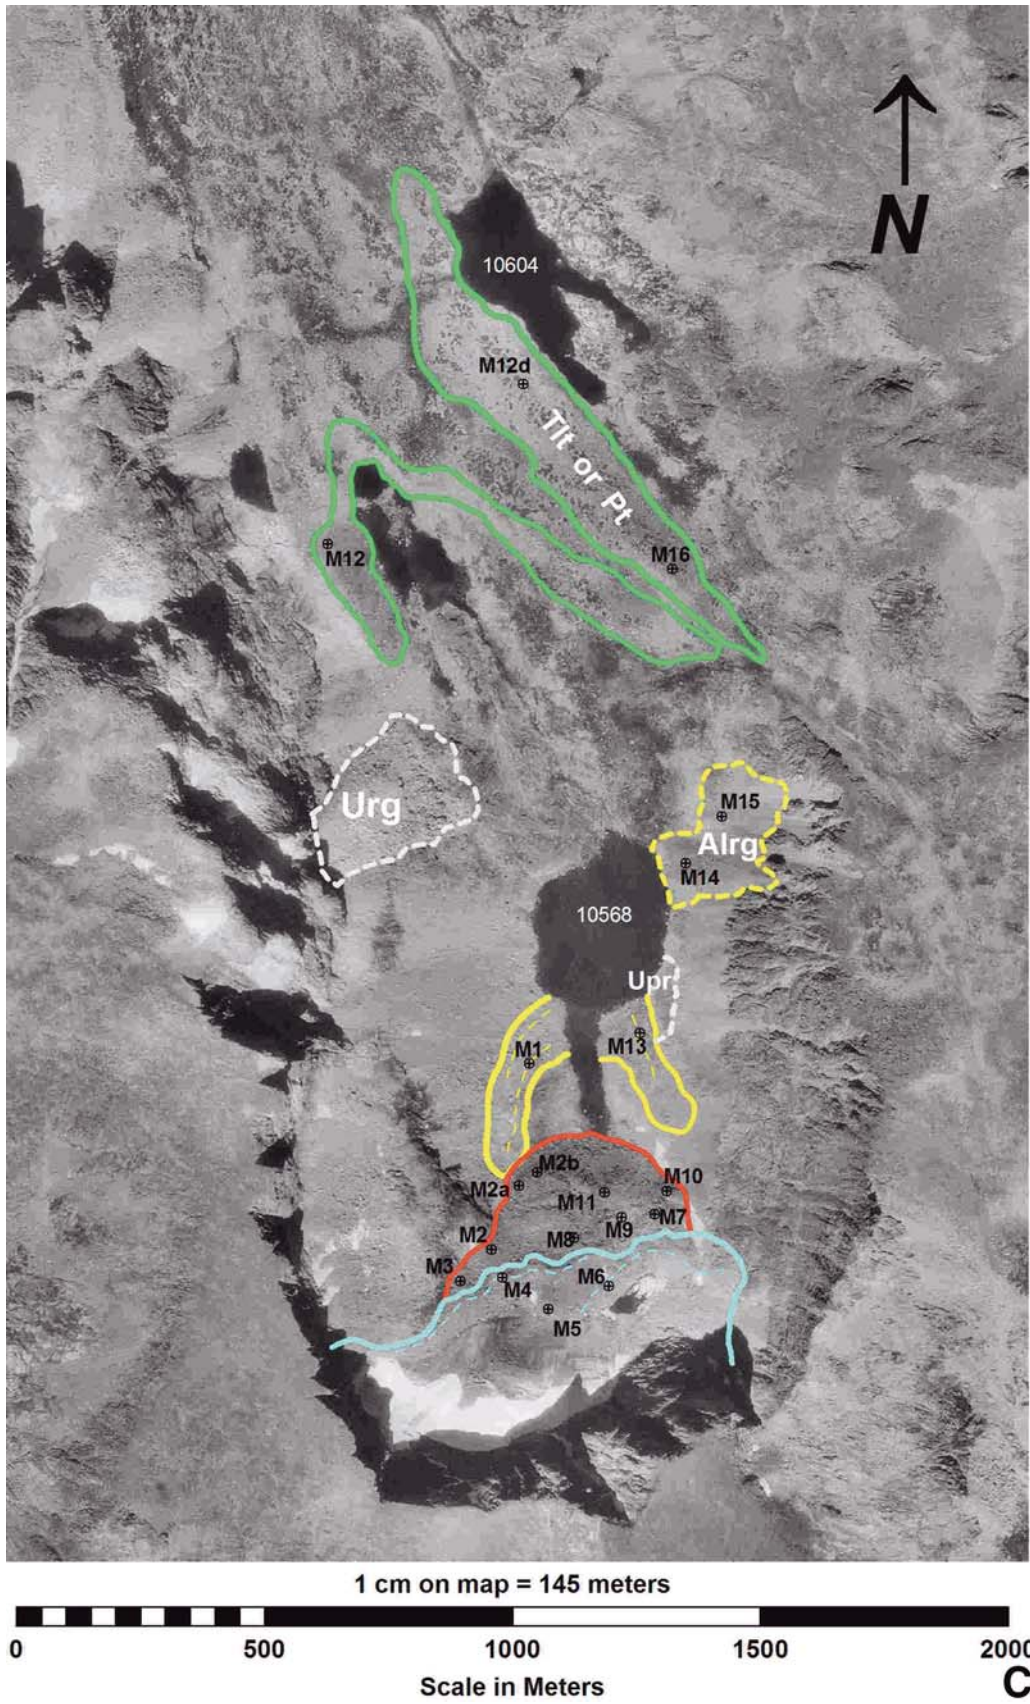 N
10604
M12d
Tlt or Pt
M16
M12
Urg
M15
Alrg
M14
10568
Upr
M1
M13
M2b
M2a
M10
M11
M7
M9
M2
M8
M3
M4
M6
M5
1 cm on map = 145 meters
0 500 1000 1500 2000
Scale in Meters
C